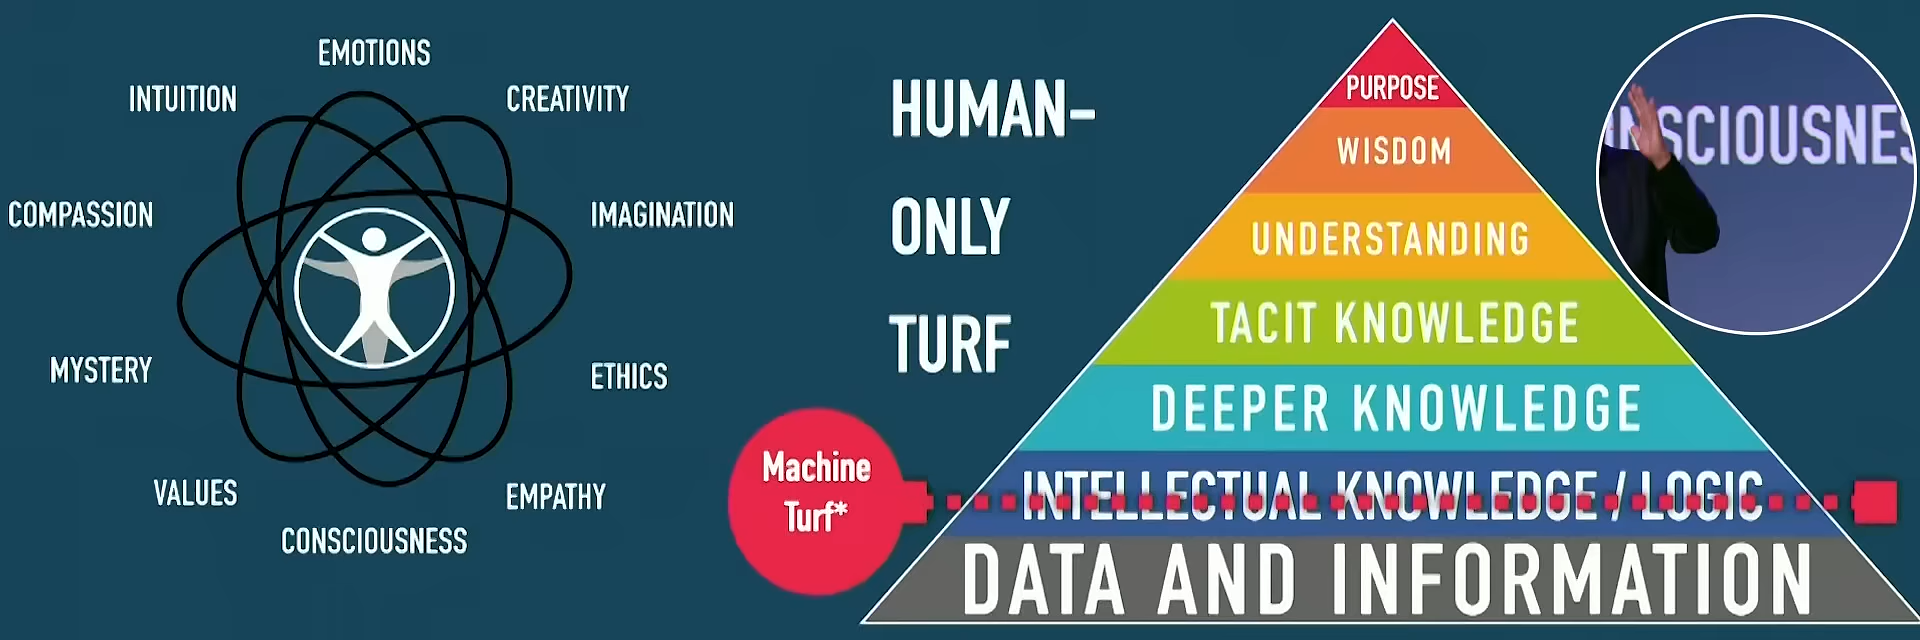 EMOTIONS
INTUITION
CREATIVITY
COMPASSION
IMAGINATION
MYSTERY
ETHICS
VALUES
EMPATHY
CONSCIOUSNESS
HUMAN-
ONLY
TURF
Machine
Turf*
PURPOSE
WISDOM
UNDERSTANDING
TACIT KNOWLEDGE
DEEPER KNOWLEDGE
INTELLECTUAL KNOWLEDGE / LOGIC
DATA AND INFORMATION
NSCIOUSNES